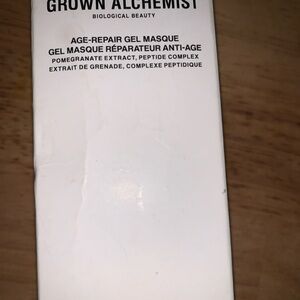 GROWN ALCHEMIST
BIOLOGICAL BEAUTY
AGE-REPAIR GEL MASQUE
GEL MASQUE RÉPARATEUR ANTI-AGE
POMEGRANATE EXTRACT, PEPTIDE COMPLEX
EXTRAIT DE GRENADE, COMPLEXE PEPTIDIQUE